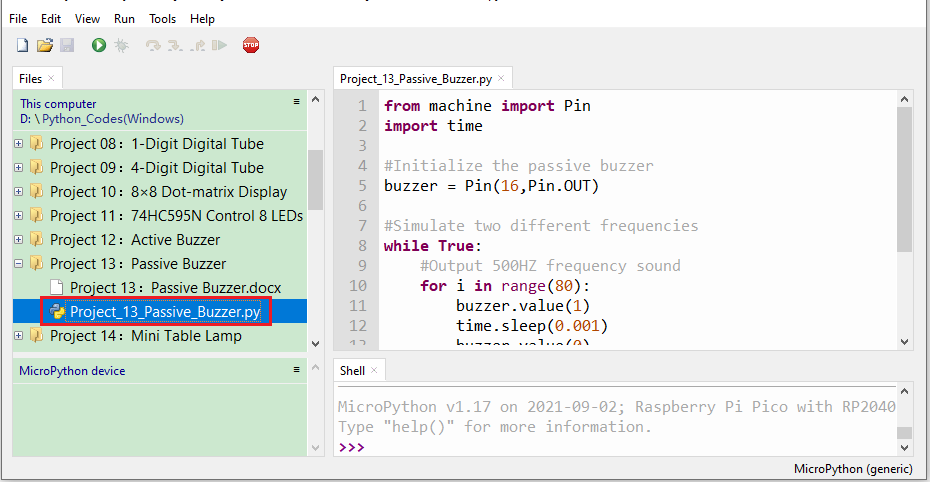 File Edit View Run Tools Help
STOP
Files
This computer
D: \ Python_Codes(Windows)
Project 08：1-Digit Digital Tube
Project 09：4-Digit Digital Tube
Project 10：8×8 Dot-matrix Display
Project 11：74HC595N Control 8 LEDs
Project 12：Active Buzzer
Project 13：Passive Buzzer
Project 13：Passive Buzzer.docx
Project_13_Passive_Buzzer.py
Project 14：Mini Table Lamp
MicroPython device
Project_13_Passive_Buzzer.py
1 from machine import Pin
2 import time
3
4 #Initialize the passive buzzer
5 buzzer = Pin(16,Pin.OUT)
6
7 #Simulate two different frequencies
8 while True:
9 #Output 500HZ frequency sound
10 for i in range(80):
11 buzzer.value(1)
12 time.sleep(0.001)
13 buzzer.value(0)
Shell
MicroPython v1.17 on 2021-09-02; Raspberry Pi Pico with RP2040
Type "help()" for more information.
>>>
MicroPython (generic)